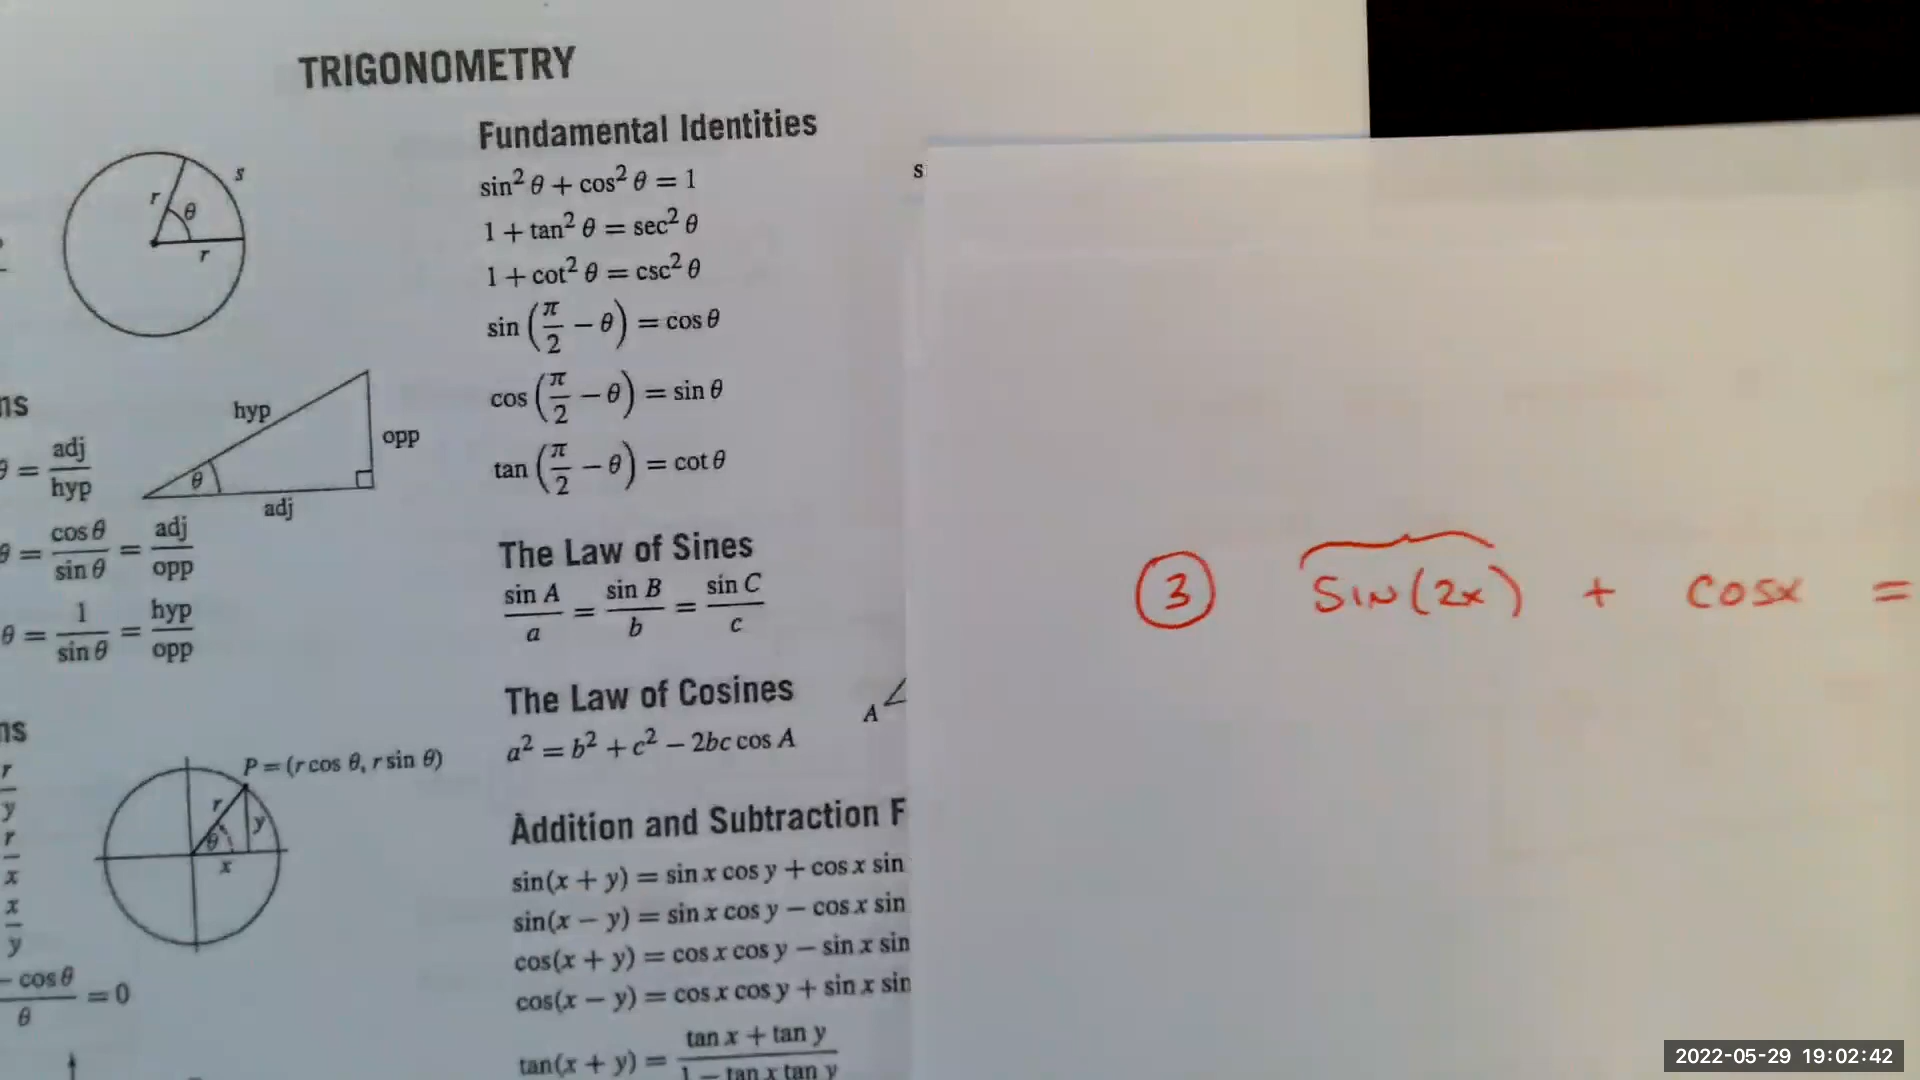 TRIGONOMETRY
s
r
θ
r
ns
θ = adj/hyp
hyp
opp
θ
adj
θ = cos θ/sin θ = adj/opp
θ = 1/sin θ = hyp/opp
ns
r/y
r/x
x/y
P = (r cos θ, r sin θ)
r
y
θ
x
- cos θ/θ = 0
Fundamental Identities
sin² θ + cos² θ = 1
1 + tan² θ = sec² θ
1 + cot² θ = csc² θ
sin (π/2 − θ) = cos θ
cos (π/2 − θ) = sin θ
tan (π/2 − θ) = cot θ
The Law of Sines
sin A/a = sin B/b = sin C/c
The Law of Cosines
a² = b² + c² − 2bc cos A
A
Addition and Subtraction F
sin(x + y) = sin x cos y + cos x sin
sin(x − y) = sin x cos y − cos x sin
cos(x + y) = cos x cos y − sin x sin
cos(x − y) = cos x cos y + sin x sin
tan(x + y) = tan x + tan y/1 − tan x tan y
s
③ sin(2x) + cosx =
2022-05-29 19:02:42